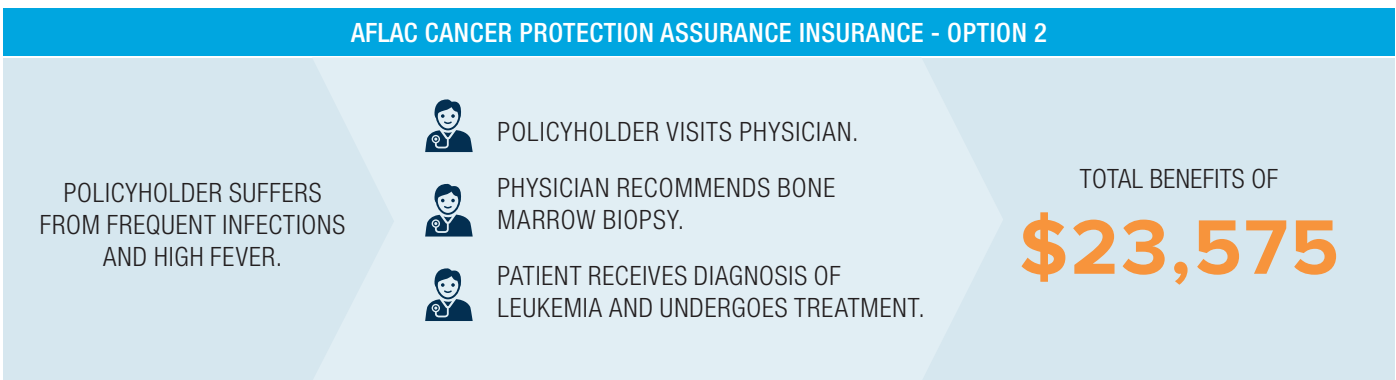 AFLAC CANCER PROTECTION ASSURANCE INSURANCE - OPTION 2
POLICYHOLDER SUFFERS
FROM FREQUENT INFECTIONS
AND HIGH FEVER.
POLICYHOLDER VISITS PHYSICIAN.
PHYSICIAN RECOMMENDS BONE
MARROW BIOPSY.
PATIENT RECEIVES DIAGNOSIS OF
LEUKEMIA AND UNDERGOES TREATMENT.
TOTAL BENEFITS OF
$23,575